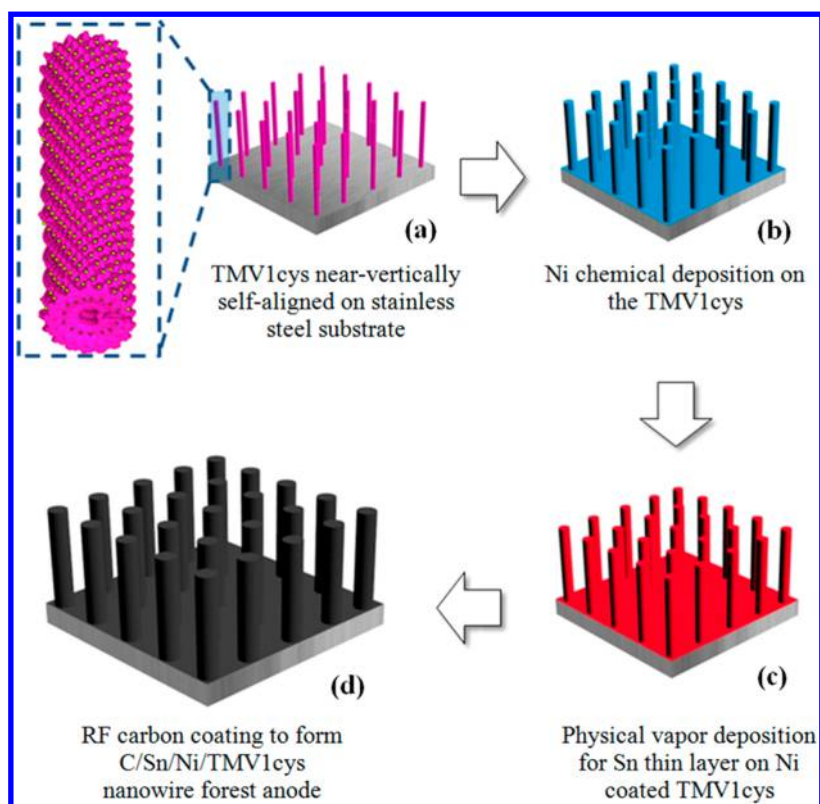 (a)
TMV1cys near-vertically
self-aligned on stainless
steel substrate
(b)
Ni chemical deposition on
the TMV1cys
(c)
Physical vapor deposition
for Sn thin layer on Ni
coated TMV1cys
(d)
RF carbon coating to form
C/Sn/Ni/TMV1cys
nanowire forest anode